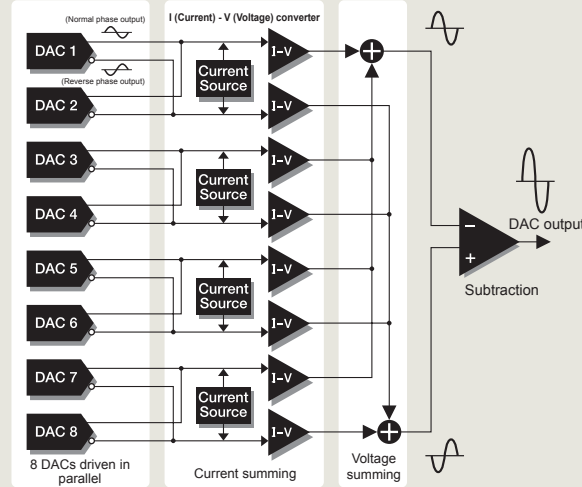 (Normal phase output)
I (Current) - V (Voltage) converter
DAC 1
I-V
+
(Reverse phase output)
Current
Source
DAC 2
I-V
DAC 3
I-V
Current
Source
DAC 4
I-V
−
DAC output
+
Subtraction
DAC 5
I-V
Current
Source
DAC 6
I-V
DAC 7
I-V
Current
Source
DAC 8
I-V
+
8 DACs driven in
parallel
Current summing
Voltage
summing